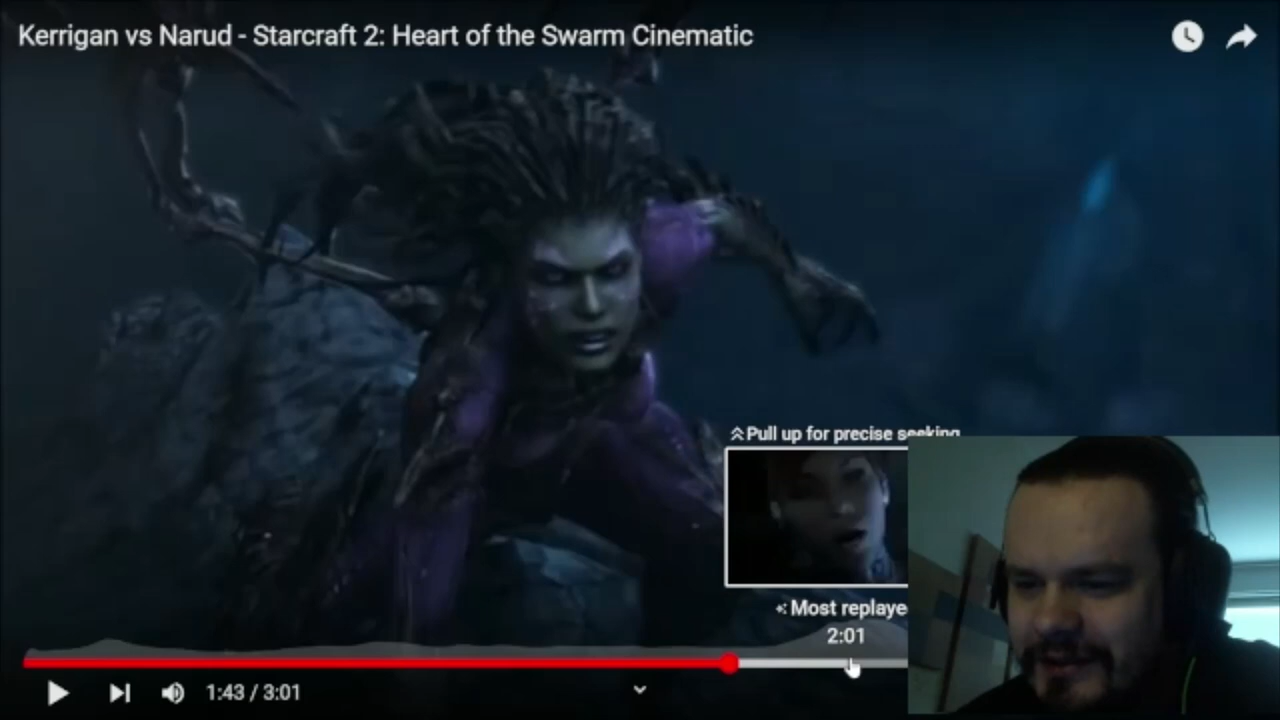 Kerrigan vs Narud - Starcraft 2: Heart of the Swarm Cinematic
Pull up for precise seeking
Most replaye
2:01
1:43 / 3:01